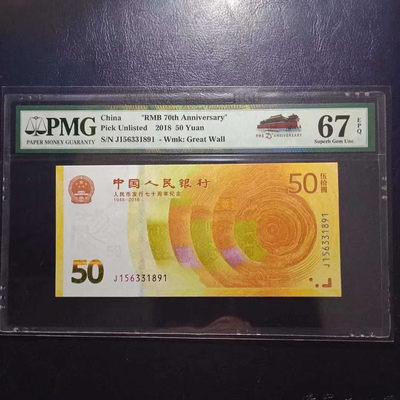 PMG
PAPER MONEY GUARANTY
China "RMB 70th Anniversary"
Pick Unlisted 2018 50 Yuan
S/N J156331891 - Wmk: Great Wall
67 EPQ
Superb Gem Unc
中国人民银行
人民币发行七十周年纪念
1948-2018
50 伍拾圆
50
J156331891
J156331891